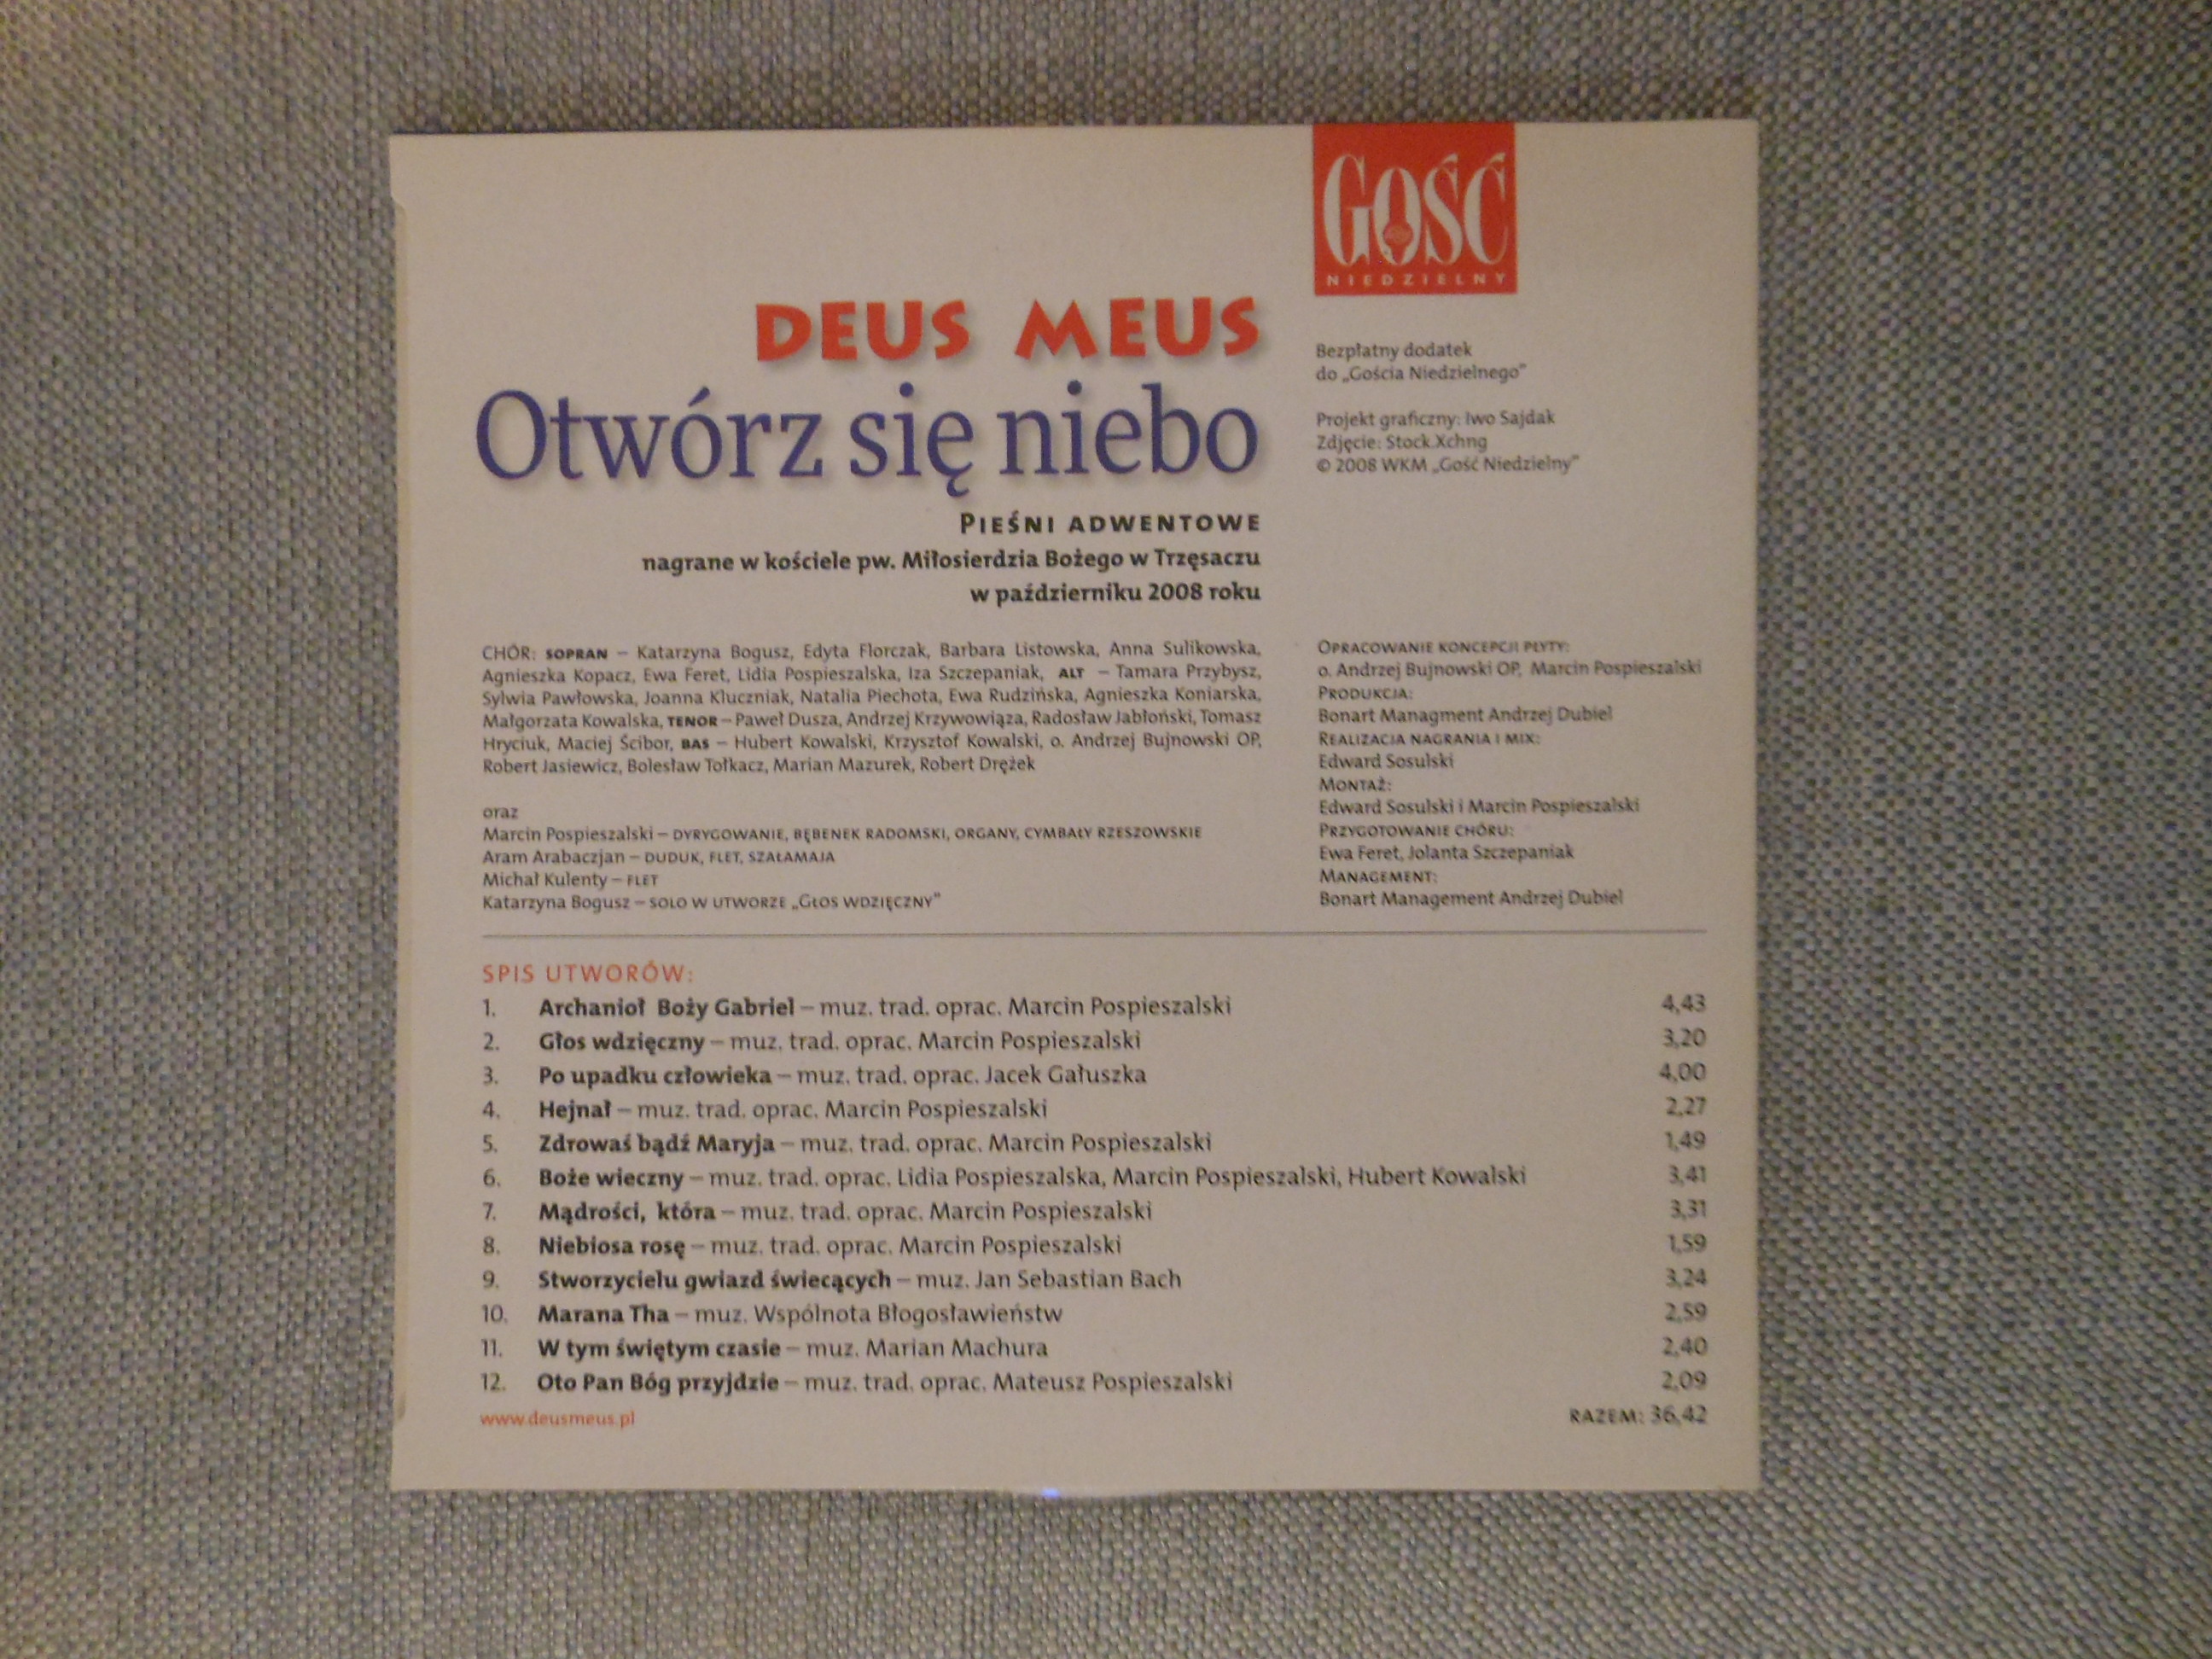 GOŚĆ
NIEDZIELNY
DEUS MEUS
Otwórz się niebo
PIEŚNI ADWENTOWE
nagrane w kościele pw. Miłosierdzia Bożego w Trzęsaczu
w październiku 2008 roku
Bezpłatny dodatek
do „Gościa Niedzielnego”
Projekt graficzny: Iwo Sajdak
Zdjęcie: Stock.Xchng
© 2008 WKM „Gość Niedzielny”
CHÓR: SOPRAN – Katarzyna Bogusz, Edyta Florczak, Barbara Listowska, Anna Sulikowska,
Agnieszka Kopacz, Ewa Feret, Lidia Pospieszalska, Iza Szczepaniak, ALT – Tamara Przybysz,
Sylwia Pawłowska, Joanna Kluczniak, Natalia Piechota, Ewa Rudzińska, Agnieszka Koniarska,
Małgorzata Kowalska, TENOR – Paweł Dusza, Andrzej Krzywowiąza, Radosław Jabłoński, Tomasz
Hryciuk, Maciej Ścibor, BAS – Hubert Kowalski, Krzysztof Kowalski, o. Andrzej Bujnowski OP,
Robert Jasiewicz, Bolesław Tołkacz, Marian Mazurek, Robert Drężek
oraz
Marcin Pospieszalski – DYRYGOWANIE, BĘBENEK RADOMSKI, ORGANY, CYMBAŁY RZESZOWSKIE
Aram Arabaczjan – DUDUK, FLET, SZAŁAMAJA
Michał Kulenty – FLET
Katarzyna Bogusz – SOLO W UTWORZE „GŁOS WDZIĘCZNY”
OPRACOWANIE KONCEPCJI PŁYTY:
o. Andrzej Bujnowski OP, Marcin Pospieszalski
PRODUKCJA:
Bonart Managment Andrzej Dubiel
REALIZACJA NAGRANIA I MIX:
Edward Sosulski
MONTAŻ:
Edward Sosulski i Marcin Pospieszalski
PRZYGOTOWANIE CHÓRU:
Ewa Feret, Jolanta Szczepaniak
MANAGEMENT:
Bonart Management Andrzej Dubiel
SPIS UTWORÓW:
1. Archanioł Boży Gabriel – muz. trad. oprac. Marcin Pospieszalski 4,43
2. Głos wdzięczny – muz. trad. oprac. Marcin Pospieszalski 3,20
3. Po upadku człowieka – muz. trad. oprac. Jacek Gałuszka 4,00
4. Hejnał – muz. trad. oprac. Marcin Pospieszalski 2,27
5. Zdrowaś bądź Maryja – muz. trad. oprac. Marcin Pospieszalski 1,49
6. Boże wieczny – muz. trad. oprac. Lidia Pospieszalska, Marcin Pospieszalski, Hubert Kowalski 3,41
7. Mądrości, która – muz. trad. oprac. Marcin Pospieszalski 3,31
8. Niebiosa rosę – muz. trad. oprac. Marcin Pospieszalski 1,59
9. Stworzycielu gwiazd świecących – muz. Jan Sebastian Bach 3,24
10. Marana Tha – muz. Wspólnota Błogosławieństw 2,59
11. W tym świętym czasie – muz. Marian Machura 2,40
12. Oto Pan Bóg przyjdzie – muz. trad. oprac. Mateusz Pospieszalski 2,09
www.deusmeus.pl RAZEM: 36,42